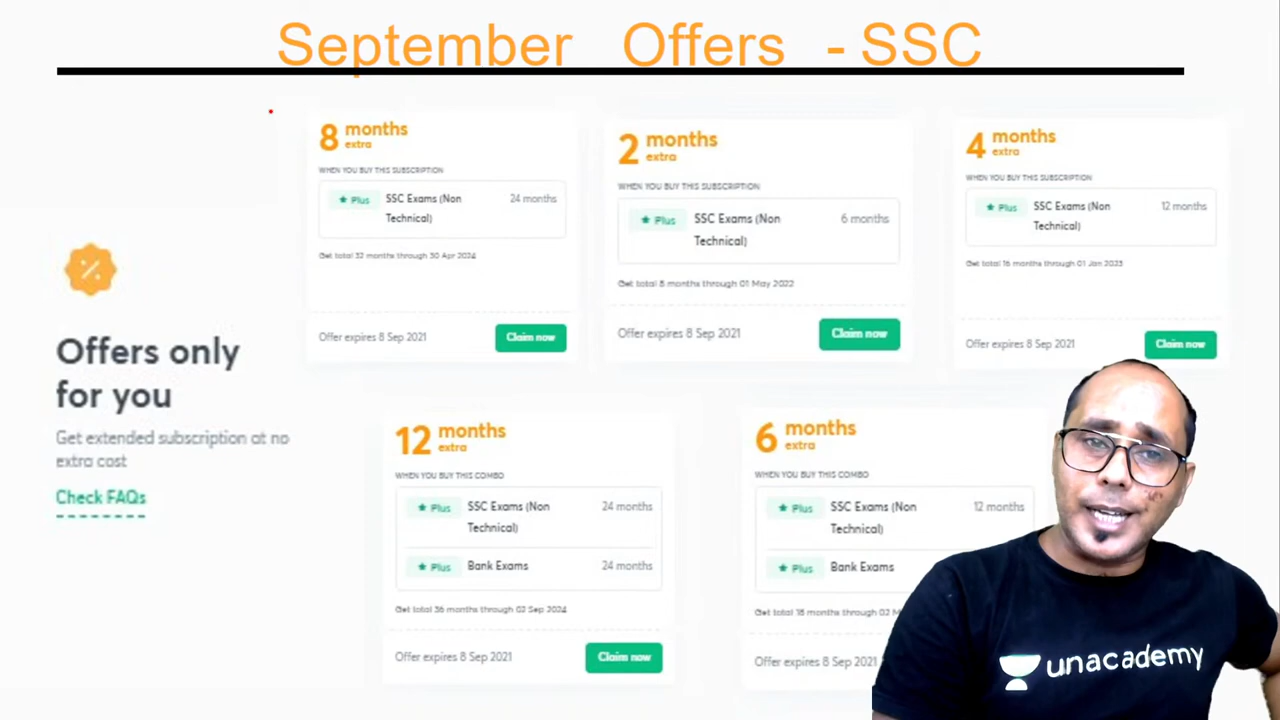 September Offers - SSC
8 months
extra
WHEN YOU BUY THIS SUBSCRIPTION
Plus SSC Exams (Non Technical) 24 months
Get total 32 months through 30 Apr 2024
Offer expires 8 Sep 2021
Claim now
2 months
extra
WHEN YOU BUY THIS SUBSCRIPTION
Plus SSC Exams (Non Technical) 6 months
Get total 8 months through 01 May 2022
Offer expires 8 Sep 2021
Claim now
4 months
extra
WHEN YOU BUY THIS SUBSCRIPTION
Plus SSC Exams (Non Technical) 12 months
Get total 16 months through 01 Jan 2023
Offer expires 8 Sep 2021
Claim now
%
Offers only
for you
Get extended subscription at no
extra cost
Check FAQs
12 months
extra
WHEN YOU BUY THIS COMBO
Plus SSC Exams (Non Technical) 24 months
Plus Bank Exams 24 months
Get total 36 months through 02 Sep 2024
Offer expires 8 Sep 2021
Claim now
6 months
extra
WHEN YOU BUY THIS COMBO
Plus SSC Exams (Non Technical) 12 months
Plus Bank Exams
Get total 18 months through 02
Offer expires 8 Sep 2021
unacademy